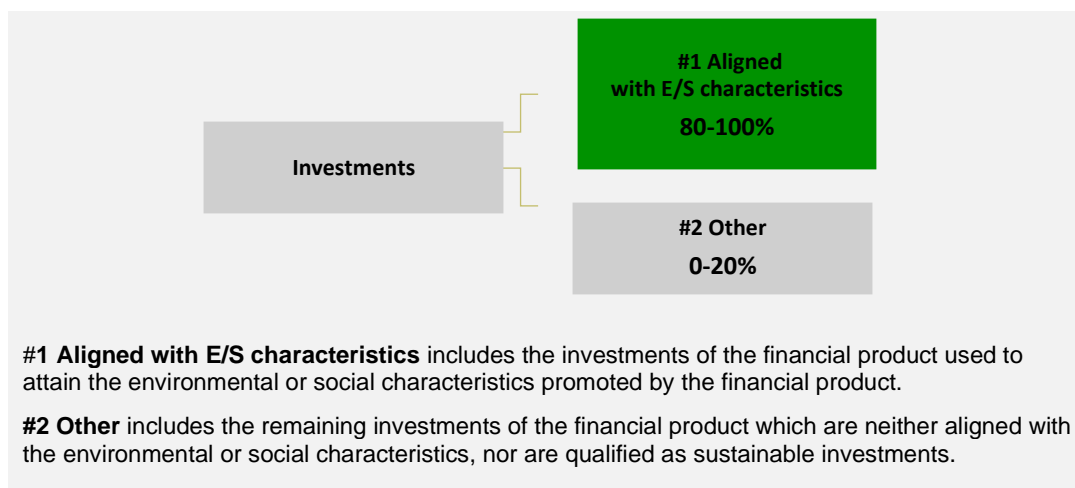 #1 Aligned
with E/S characteristics
80-100%
Investments
#2 Other
0-20%
#1 Aligned with E/S characteristics includes the investments of the financial product used to
attain the environmental or social characteristics promoted by the financial product.
#2 Other includes the remaining investments of the financial product which are neither aligned with
the environmental or social characteristics, nor are qualified as sustainable investments.